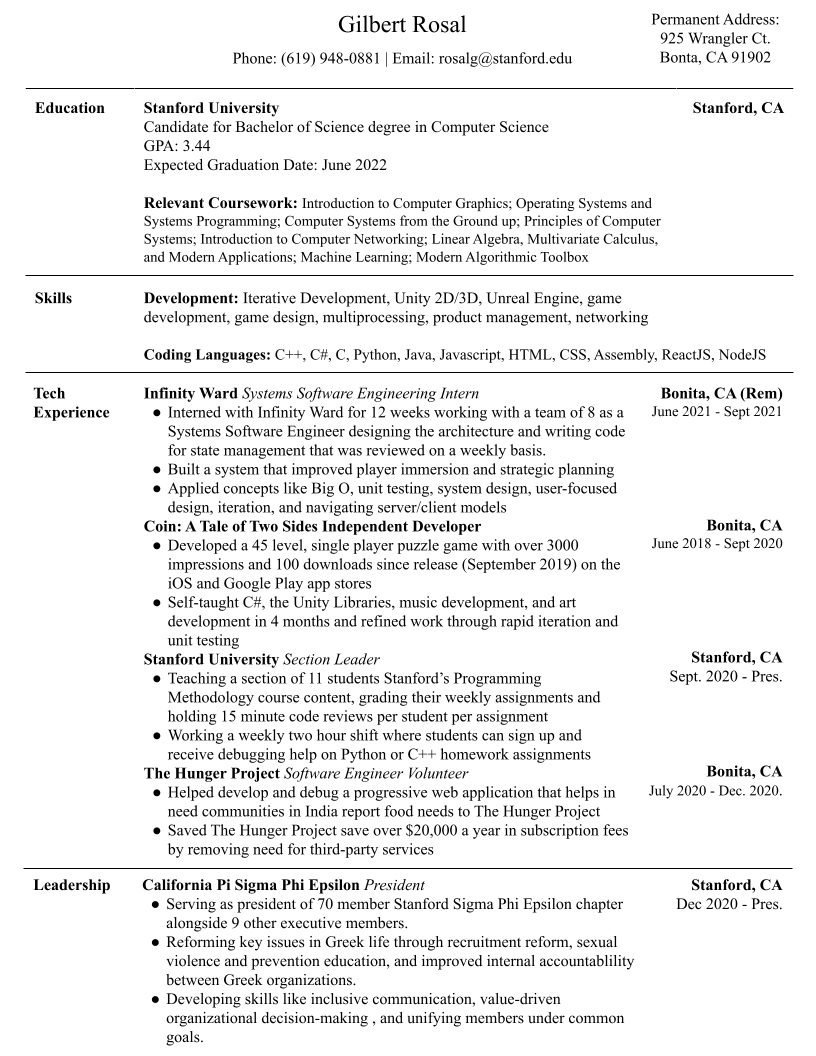 Gilbert Rosal
Phone: (619) 948-0881 | Email: rosalg@stanford.edu
Permanent Address:
925 Wrangler Ct.
Bonta, CA 91902
Education
Stanford University
Stanford, CA
Candidate for Bachelor of Science degree in Computer Science
GPA: 3.44
Expected Graduation Date: June 2022
Relevant Coursework: Introduction to Computer Graphics; Operating Systems and
Systems Programming; Computer Systems from the Ground up; Principles of Computer
Systems; Introduction to Computer Networking; Linear Algebra, Multivariate Calculus,
and Modern Applications; Machine Learning; Modern Algorithmic Toolbox
Skills
Development: Iterative Development, Unity 2D/3D, Unreal Engine, game
development, game design, multiprocessing, product management, networking
Coding Languages: C++, C#, C, Python, Java, Javascript, HTML, CSS, Assembly, ReactJS, NodeJS
Tech
Experience
Infinity Ward Systems Software Engineering Intern
Bonita, CA (Rem)
June 2021 - Sept 2021
● Interned with Infinity Ward for 12 weeks working with a team of 8 as a
Systems Software Engineer designing the architecture and writing code
for state management that was reviewed on a weekly basis.
● Built a system that improved player immersion and strategic planning
● Applied concepts like Big O, unit testing, system design, user-focused
design, iteration, and navigating server/client models
Coin: A Tale of Two Sides Independent Developer
Bonita, CA
June 2018 - Sept 2020
● Developed a 45 level, single player puzzle game with over 3000
impressions and 100 downloads since release (September 2019) on the
iOS and Google Play app stores
● Self-taught C#, the Unity Libraries, music development, and art
development in 4 months and refined work through rapid iteration and
unit testing
Stanford University Section Leader
Stanford, CA
Sept. 2020 - Pres.
● Teaching a section of 11 students Stanford's Programming
Methodology course content, grading their weekly assignments and
holding 15 minute code reviews per student per assignment
● Working a weekly two hour shift where students can sign up and
receive debugging help on Python or C++ homework assignments
The Hunger Project Software Engineer Volunteer
Bonita, CA
July 2020 - Dec. 2020.
● Helped develop and debug a progressive web application that helps in
need communities in India report food needs to The Hunger Project
● Saved The Hunger Project save over $20,000 a year in subscription fees
by removing need for third-party services
Leadership
California Pi Sigma Phi Epsilon President
Stanford, CA
Dec 2020 - Pres.
● Serving as president of 70 member Stanford Sigma Phi Epsilon chapter
alongside 9 other executive members.
● Reforming key issues in Greek life through recruitment reform, sexual
violence and prevention education, and improved internal accountablility
between Greek organizations.
● Developing skills like inclusive communication, value-driven
organizational decision-making , and unifying members under common
goals.